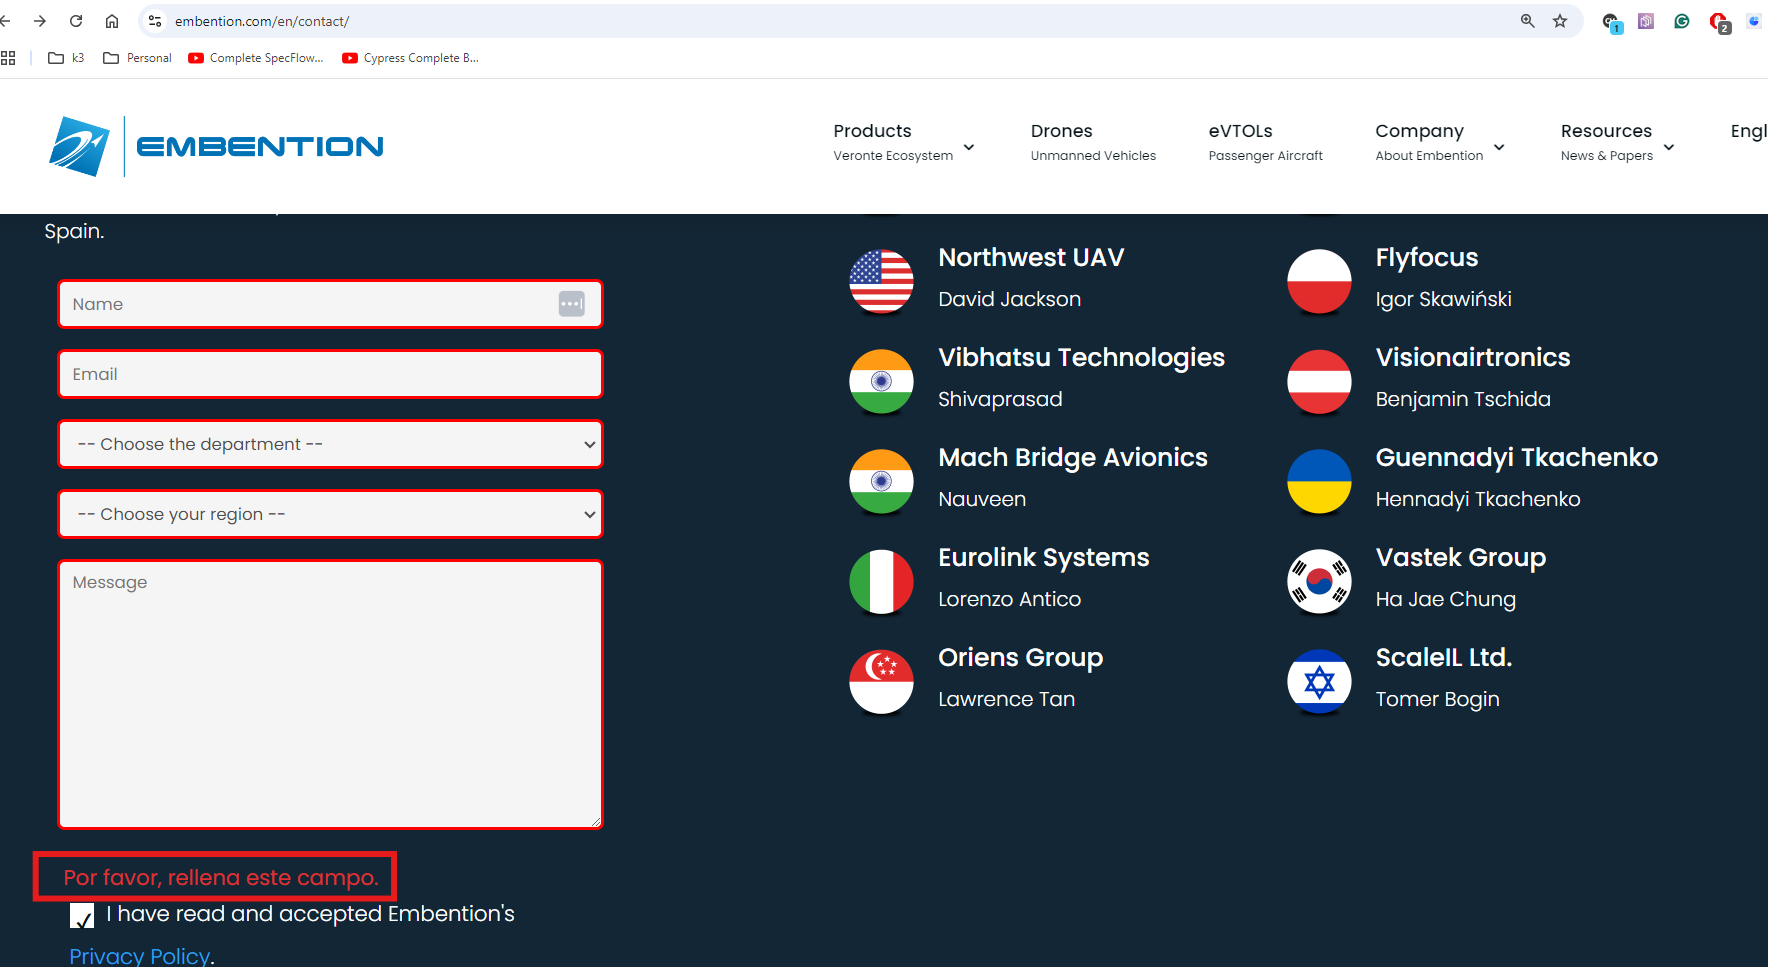 embention.com/en/contact/
1
2
k3
Personal
Complete SpecFlow...
Cypress Complete B...
EMBENTION
Products
Veronte Ecosystem
Drones
Unmanned Vehicles
eVTOLs
Passenger Aircraft
Company
About Embention
Resources
News & Papers
Engl
Spain.
Name
Email
-- Choose the department --
-- Choose your region --
Message
Por favor, rellena este campo.
I have read and accepted Embention's
Privacy Policy.
Northwest UAV
David Jackson
Flyfocus
Igor Skawiński
Vibhatsu Technologies
Shivaprasad
Visionairtronics
Benjamin Tschida
Mach Bridge Avionics
Nauveen
Guennadyi Tkachenko
Hennadyi Tkachenko
Eurolink Systems
Lorenzo Antico
Vastek Group
Ha Jae Chung
Oriens Group
Lawrence Tan
ScaleIL Ltd.
Tomer Bogin